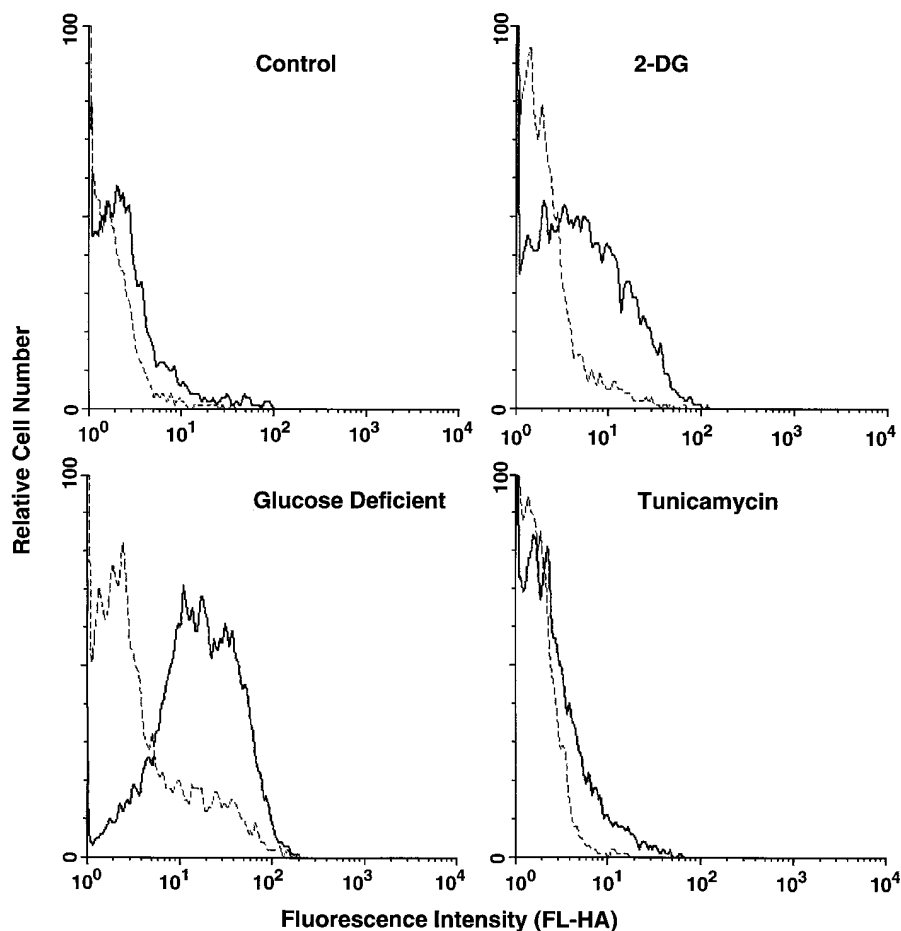 100
Control
0
10^0 10^1 10^2 10^3 10^4
100
2-DG
0
10^0 10^1 10^2 10^3 10^4
Relative Cell Number
100
Glucose Deficient
0
10^0 10^1 10^2 10^3 10^4
100
Tunicamycin
0
10^0 10^1 10^2 10^3 10^4
Fluorescence Intensity (FL-HA)